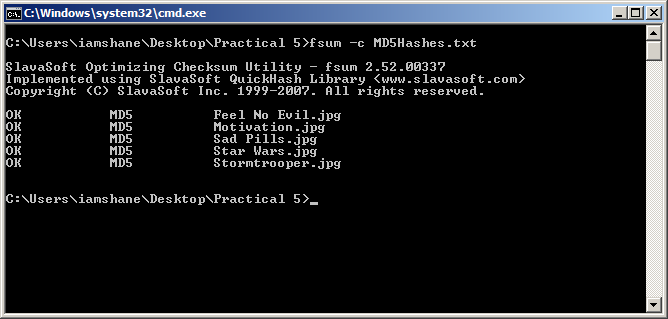 C:\Windows\system32\cmd.exe
C:\Users\iamshane\Desktop\Practical 5>fsum -c MD5Hashes.txt
SlavaSoft Optimizing Checksum Utility - fsum 2.52.00337
Implemented using SlavaSoft QuickHash Library <www.slavasoft.com>
Copyright (C) SlavaSoft Inc. 1999-2007. All rights reserved.
OK MD5 Feel No Evil.jpg
OK MD5 Motivation.jpg
OK MD5 Sad Pills.jpg
OK MD5 Star Wars.jpg
OK MD5 Stormtrooper.jpg
C:\Users\iamshane\Desktop\Practical 5>_